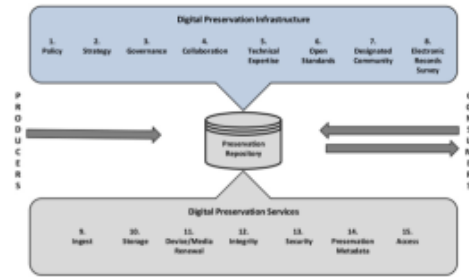 Digital Preservation Infrastructure
1. 2. 3. 4. 5. 6. 7. 8.
Policy Strategy Governance Collaboration Technical Open Designated Electronic
Expertise Standards Community Records
Survey
PRODUCERS
CONSUMERS
Preservation
Repository
Digital Preservation Services
9. 10. 11. 12. 13. 14. 15.
Ingest Storage Device/Media Integrity Security Preservation Access
Renewal Metadata